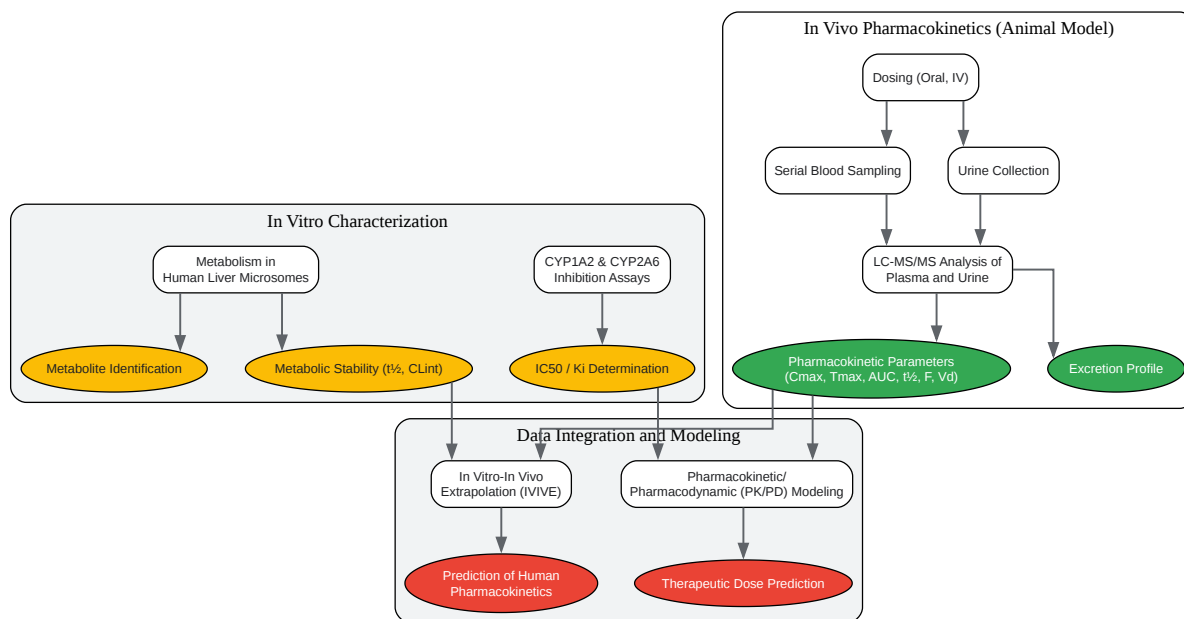 In Vivo Pharmacokinetics (Animal Model)
Dosing (Oral, IV)
Serial Blood Sampling
Urine Collection
LC-MS/MS Analysis of
Plasma and Urine
Pharmacokinetic Parameters
(Cmax, Tmax, AUC, t½, F, Vd)
Excretion Profile
In Vitro Characterization
Metabolism in
Human Liver Microsomes
CYP1A2 & CYP2A6
Inhibition Assays
Metabolite Identification
Metabolic Stability (t½, CLint)
IC50 / Ki Determination
Data Integration and Modeling
In Vitro-In Vivo
Extrapolation (IVIVE)
Pharmacokinetic/
Pharmacodynamic (PK/PD) Modeling
Prediction of Human
Pharmacokinetics
Therapeutic Dose Prediction